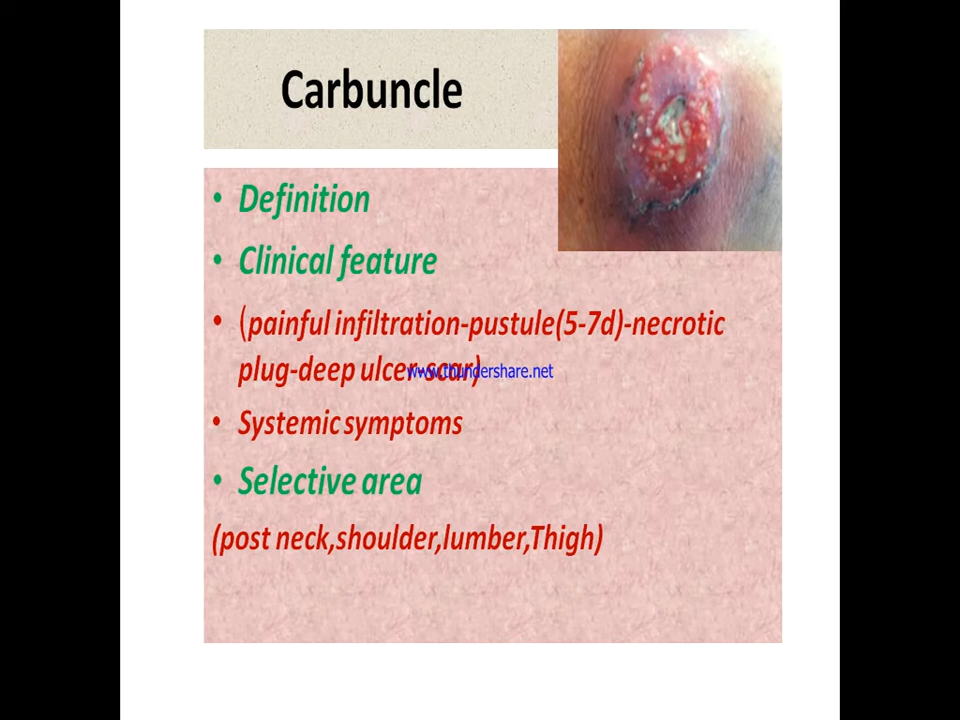 Carbuncle
• Definition
• Clinical feature
• (painful infiltration-pustule(5-7d)-necrotic
plug-deep ulcer-scar)
www.thundershare.net
• Systemic symptoms
• Selective area
(post neck,shoulder,lumber,Thigh)